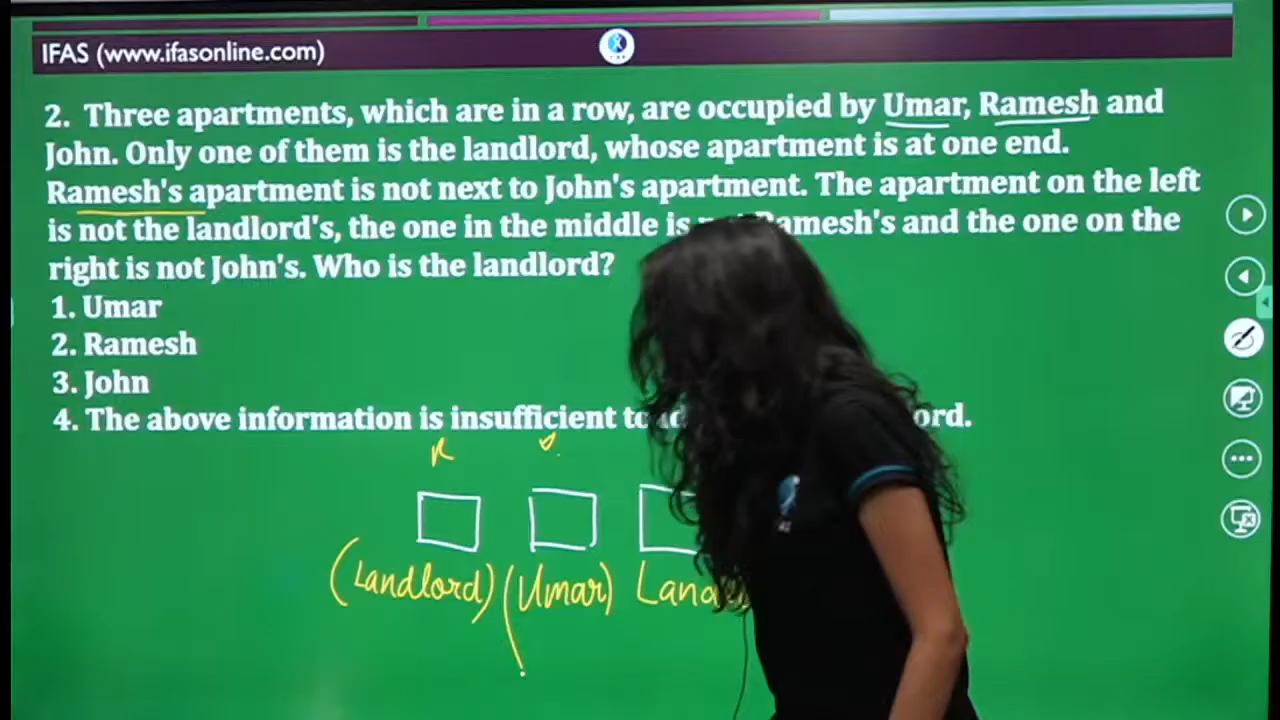 IFAS (www.ifasonline.com)
2. Three apartments, which are in a row, are occupied by Umar, Ramesh and
John. Only one of them is the landlord, whose apartment is at one end.
Ramesh's apartment is not next to John's apartment. The apartment on the left
is not the landlord's, the one in the middle is Ramesh's and the one on the
right is not John's. Who is the landlord?
1. Umar
2. Ramesh
3. John
4. The above information is insufficient to
R
(Landlord) (Umar) Land